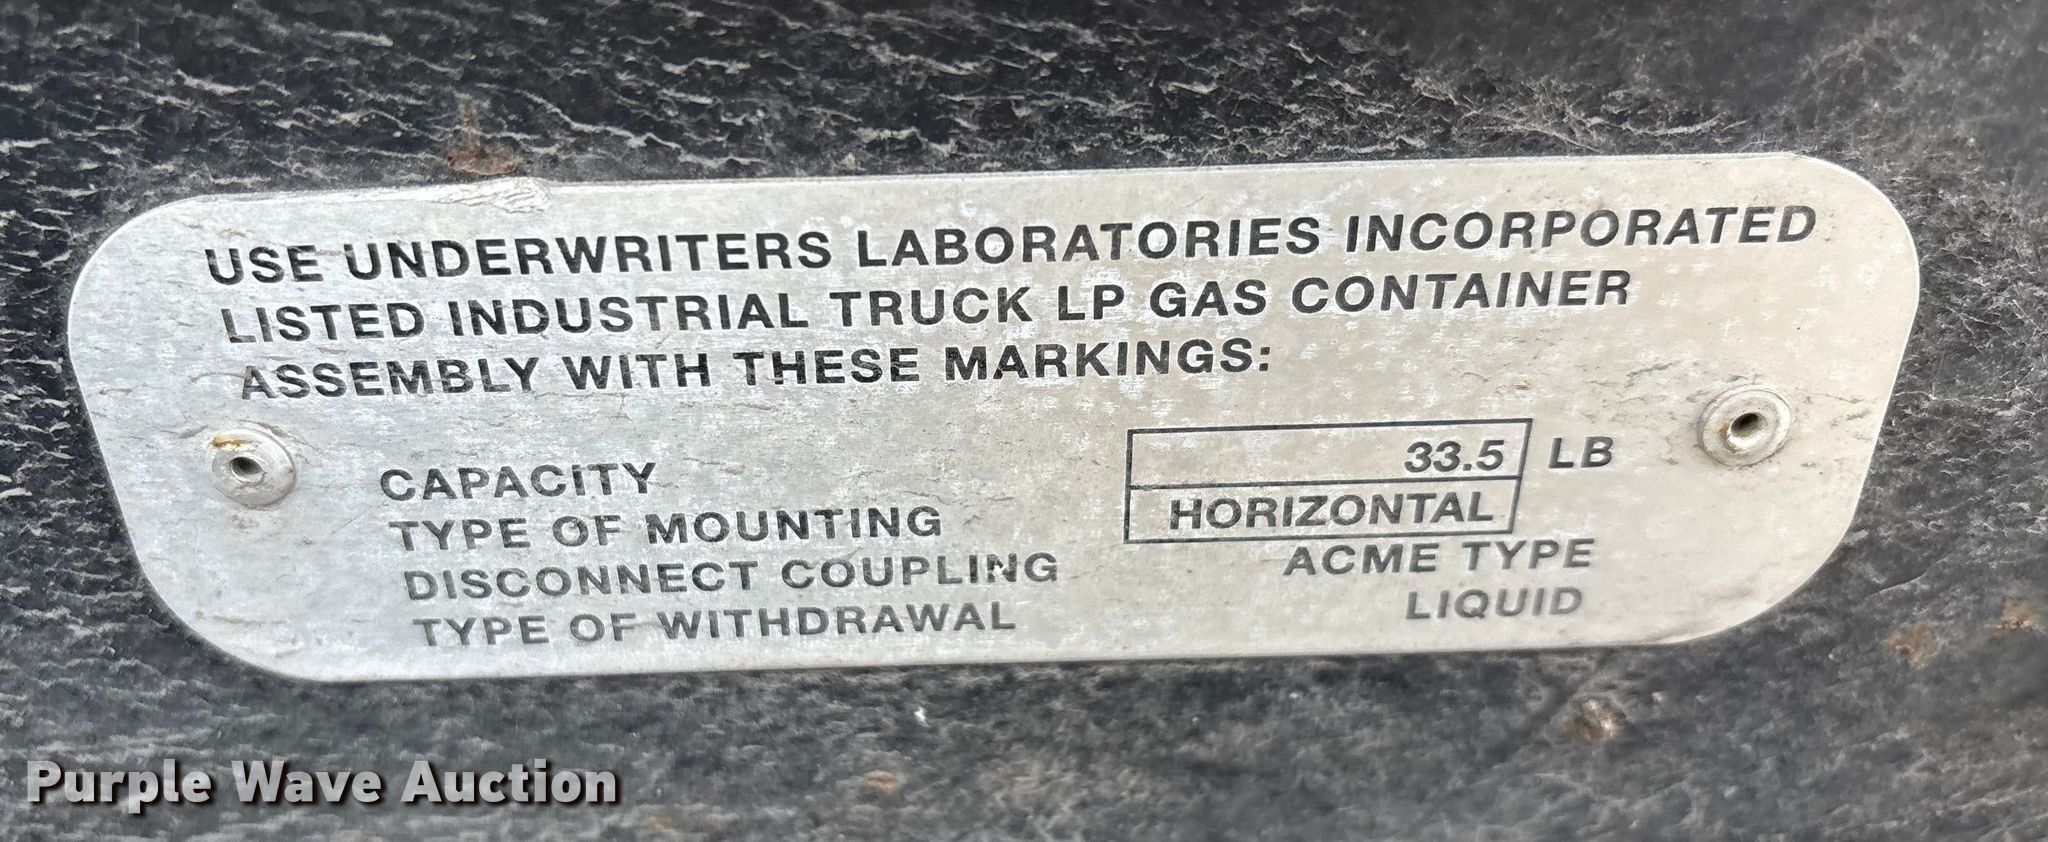 USE UNDERWRITERS LABORATORIES INCORPORATED
LISTED INDUSTRIAL TRUCK LP GAS CONTAINER
ASSEMBLY WITH THESE MARKINGS:
CAPACITY 33.5 LB
TYPE OF MOUNTING HORIZONTAL
DISCONNECT COUPLING ACME TYPE
TYPE OF WITHDRAWAL LIQUID
Purple Wave Auction